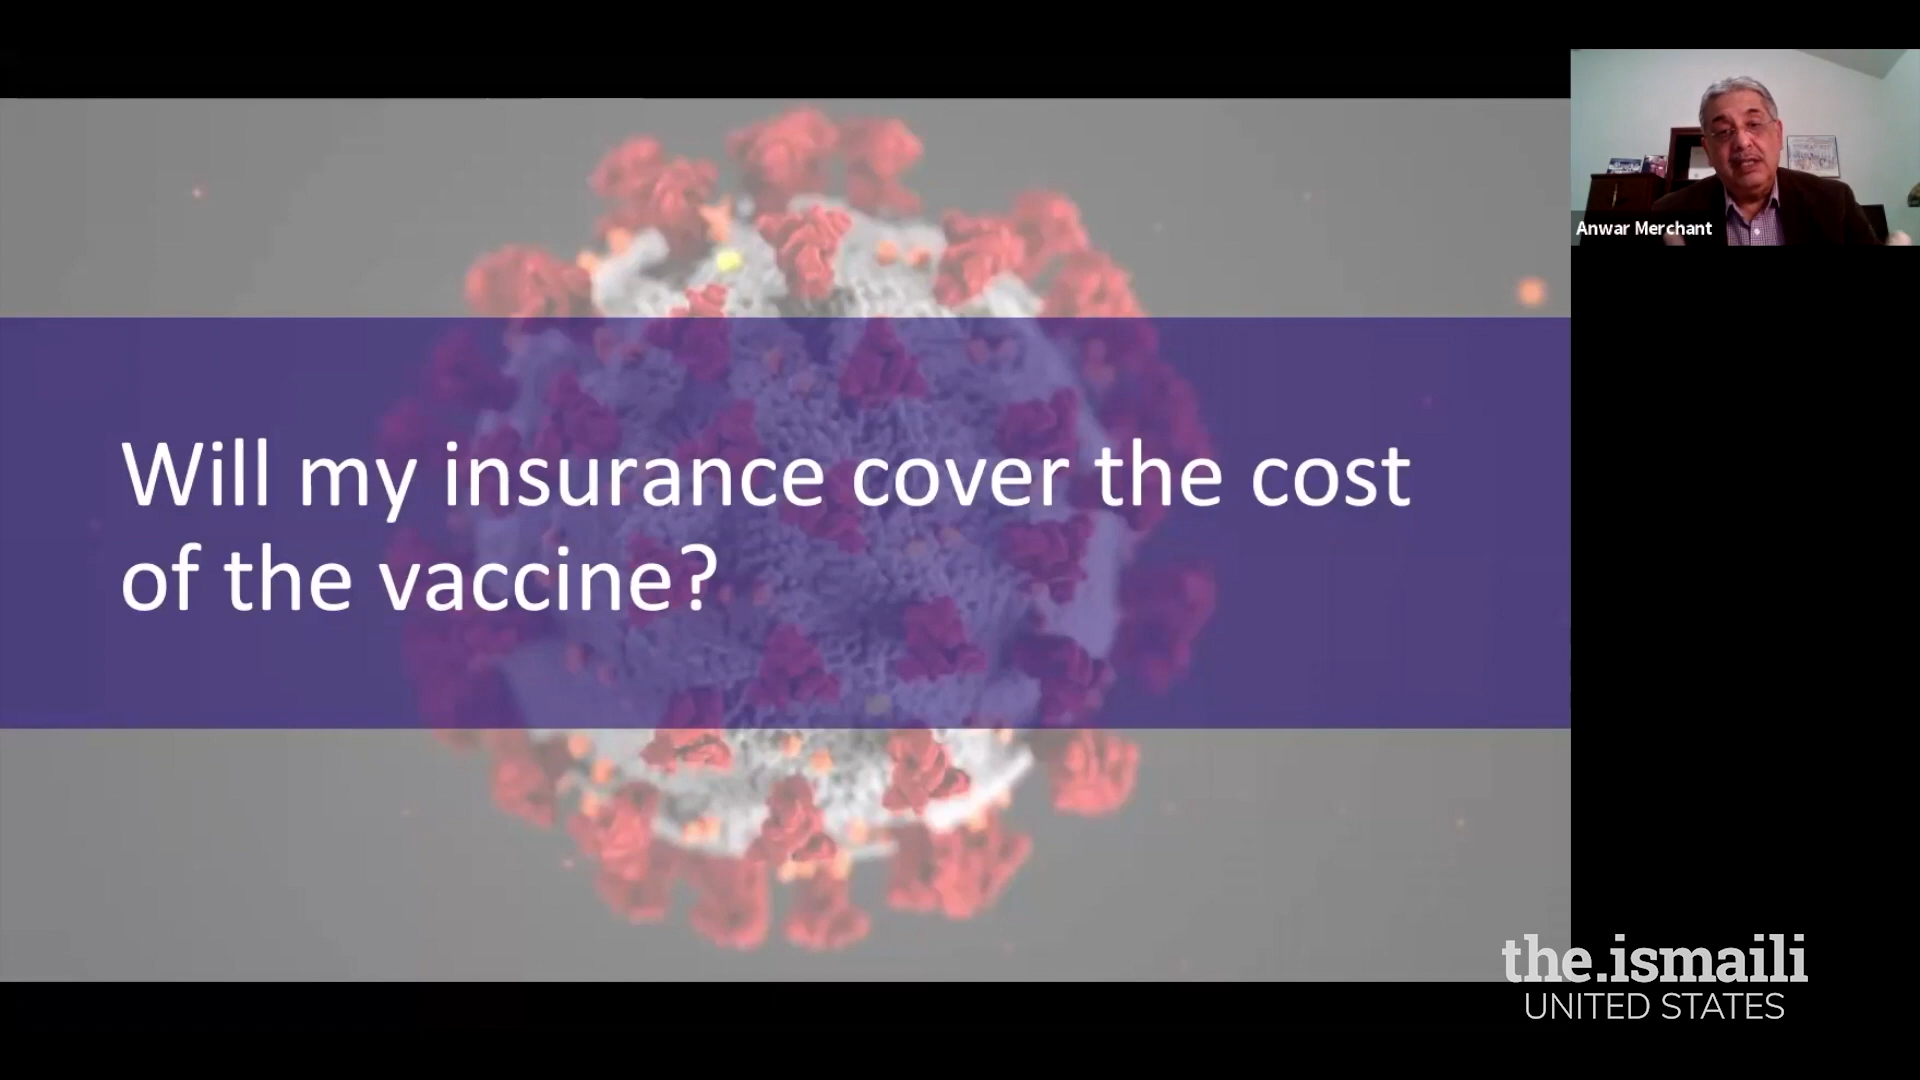 Will my insurance cover the cost
of the vaccine?
Anwar Merchant
the.ismaili
UNITED STATES